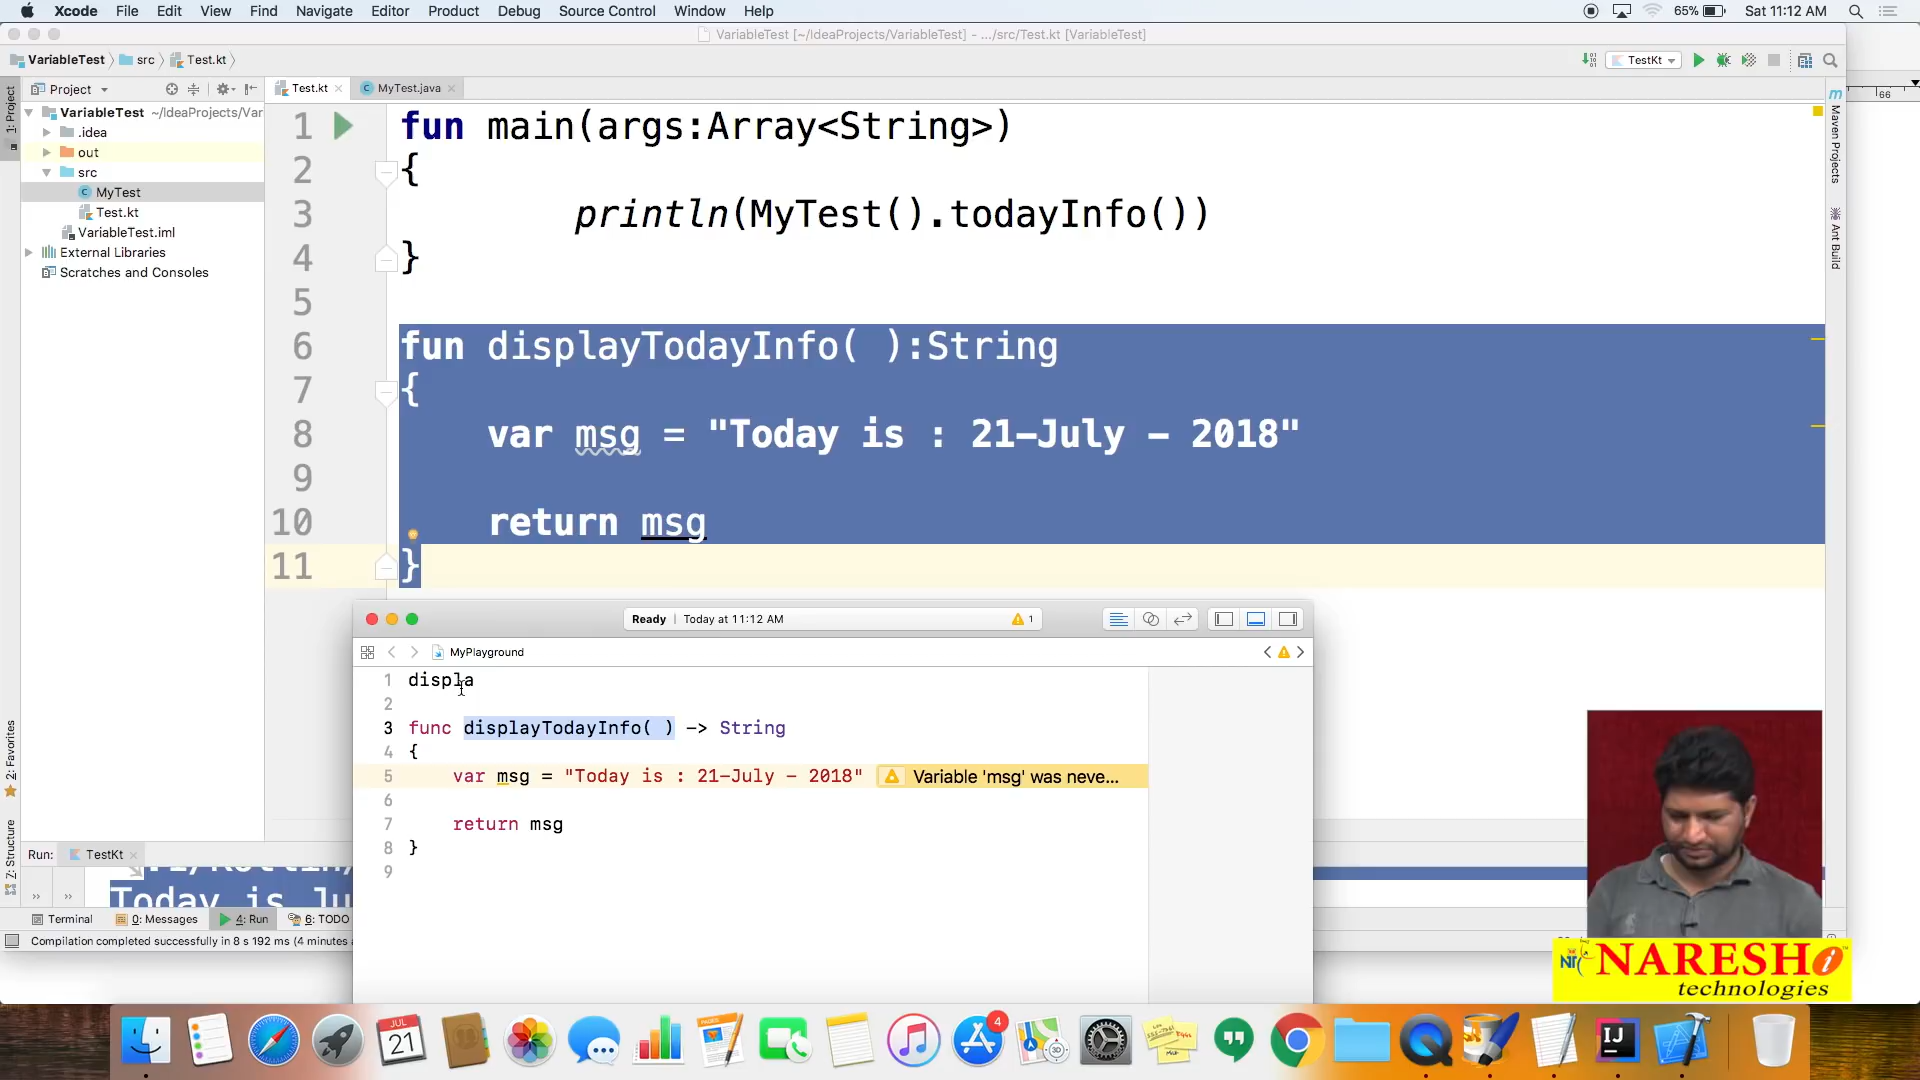 Xcode File Edit View Find Navigate Editor Product Debug Source Control Window Help 65% Sat 11:12 AM
VariableTest [~/IdeaProjects/VariableTest] - .../src/Test.kt [VariableTest]
VariableTest src Test.kt TestKt
Project Test.kt MyTest.java
66
VariableTest ~/IdeaProjects/Var
.idea
out
src
MyTest
Test.kt
VariableTest.iml
External Libraries
Scratches and Consoles
1: Project
2: Favorites
Z: Structure
Maven Projects
Ant Build
1 fun main(args:Array<String>)
2 {
3 println(MyTest().todayInfo())
4 }
5
6 fun displayTodayInfo( ):String
7 {
8 var msg = "Today is : 21-July - 2018"
9
10 return msg
11 }
Ready | Today at 11:12 AM 1
MyPlayground
1 displa
2
3 func displayTodayInfo( ) -> String
4 {
5 var msg = "Today is : 21-July - 2018" Variable 'msg' was neve...
6
7 return msg
8 }
9
Run: TestKt
Today is
Terminal 0: Messages 4: Run 6: TODO
Compilation completed successfully in 8 s 192 ms (4 minutes
NARESH i
technologies
JUL
21
4
3D
IJ